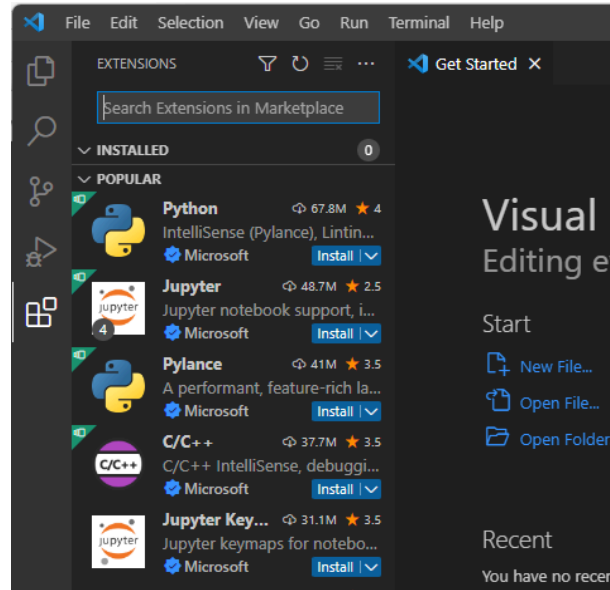 File Edit Selection View Go Run Terminal Help
EXTENSIONS
Get Started
Search Extensions in Marketplace
INSTALLED 0
POPULAR
Python 67.8M 4
IntelliSense (Pylance), Lintin...
Microsoft Install
Jupyter 48.7M 2.5
jupyter
Jupyter notebook support, i...
4
Microsoft Install
Pylance 41M 3.5
A performant, feature-rich la...
Microsoft Install
C/C++ 37.7M 3.5
C/C++
C/C++ IntelliSense, debuggi...
Microsoft Install
Jupyter Key... 31.1M 3.5
jupyter
Jupyter keymaps for notebo...
Microsoft Install
Visual
Editing e
Start
New File...
Open File...
Open Folder
Recent
You have no recen